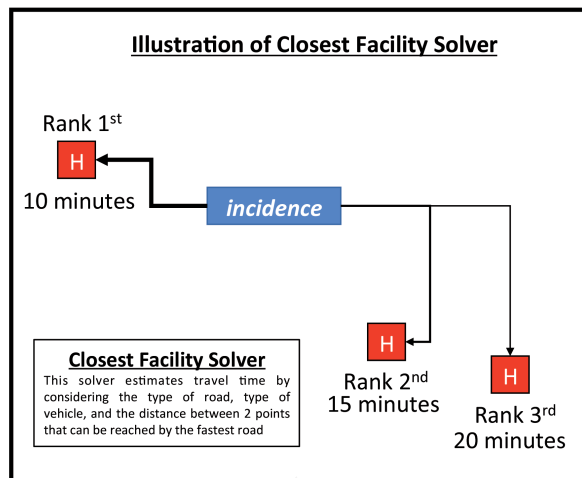 Illustration of Closest Facility Solver
Rank 1st
H
10 minutes
incidence
H
Rank 2nd
15 minutes
H
Rank 3rd
20 minutes
Closest Facility Solver
This solver estimates travel time by
considering the type of road, type of
vehicle, and the distance between 2 points
that can be reached by the fastest road